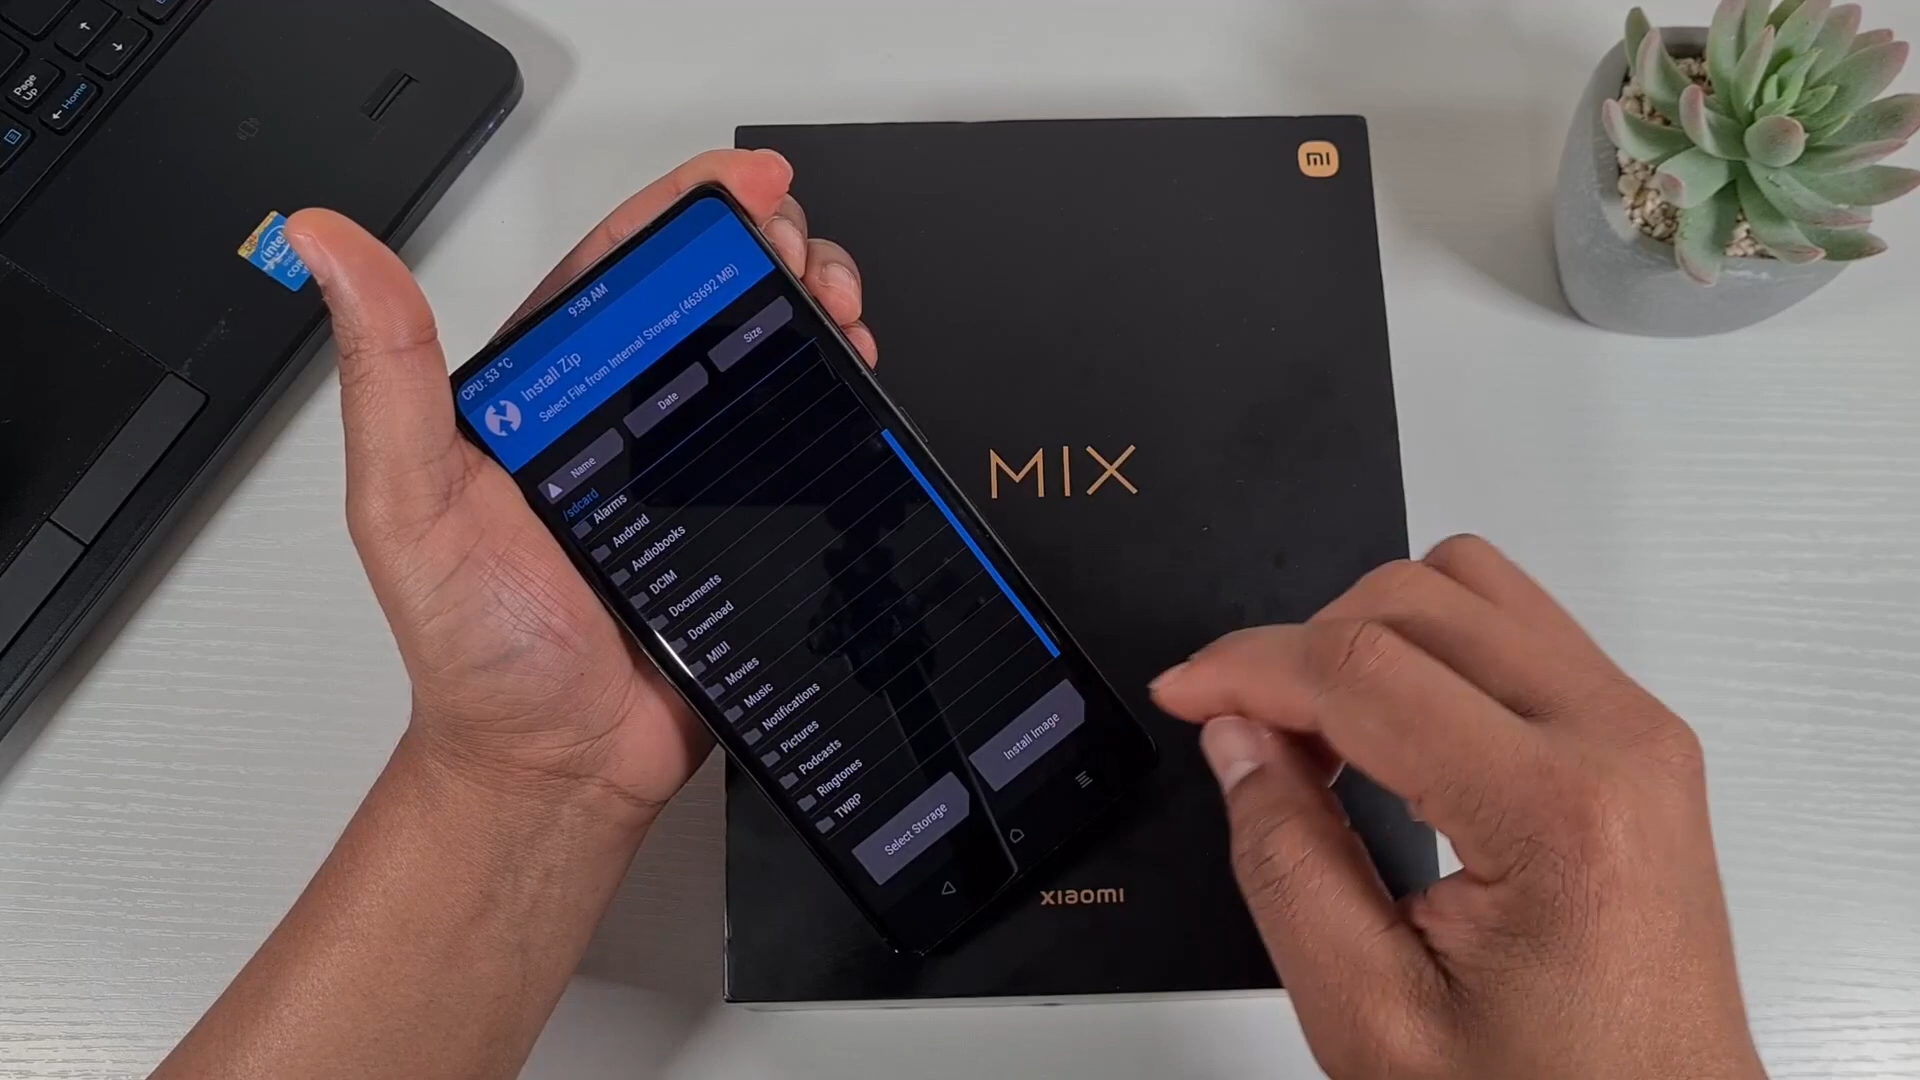 Page
Up
Home
intel
CPU: 53 °C
9:58 AM
Install Zip
Select File from Internal Storage (463692 MB)
Name
Date
Size
/sdcard
Alarms
Android
Audiobooks
DCIM
Documents
Download
MIUI
Movies
Music
Notifications
Pictures
Podcasts
Ringtones
TWRP
Select Storage
Install Image
mi
MIX
xiaomi